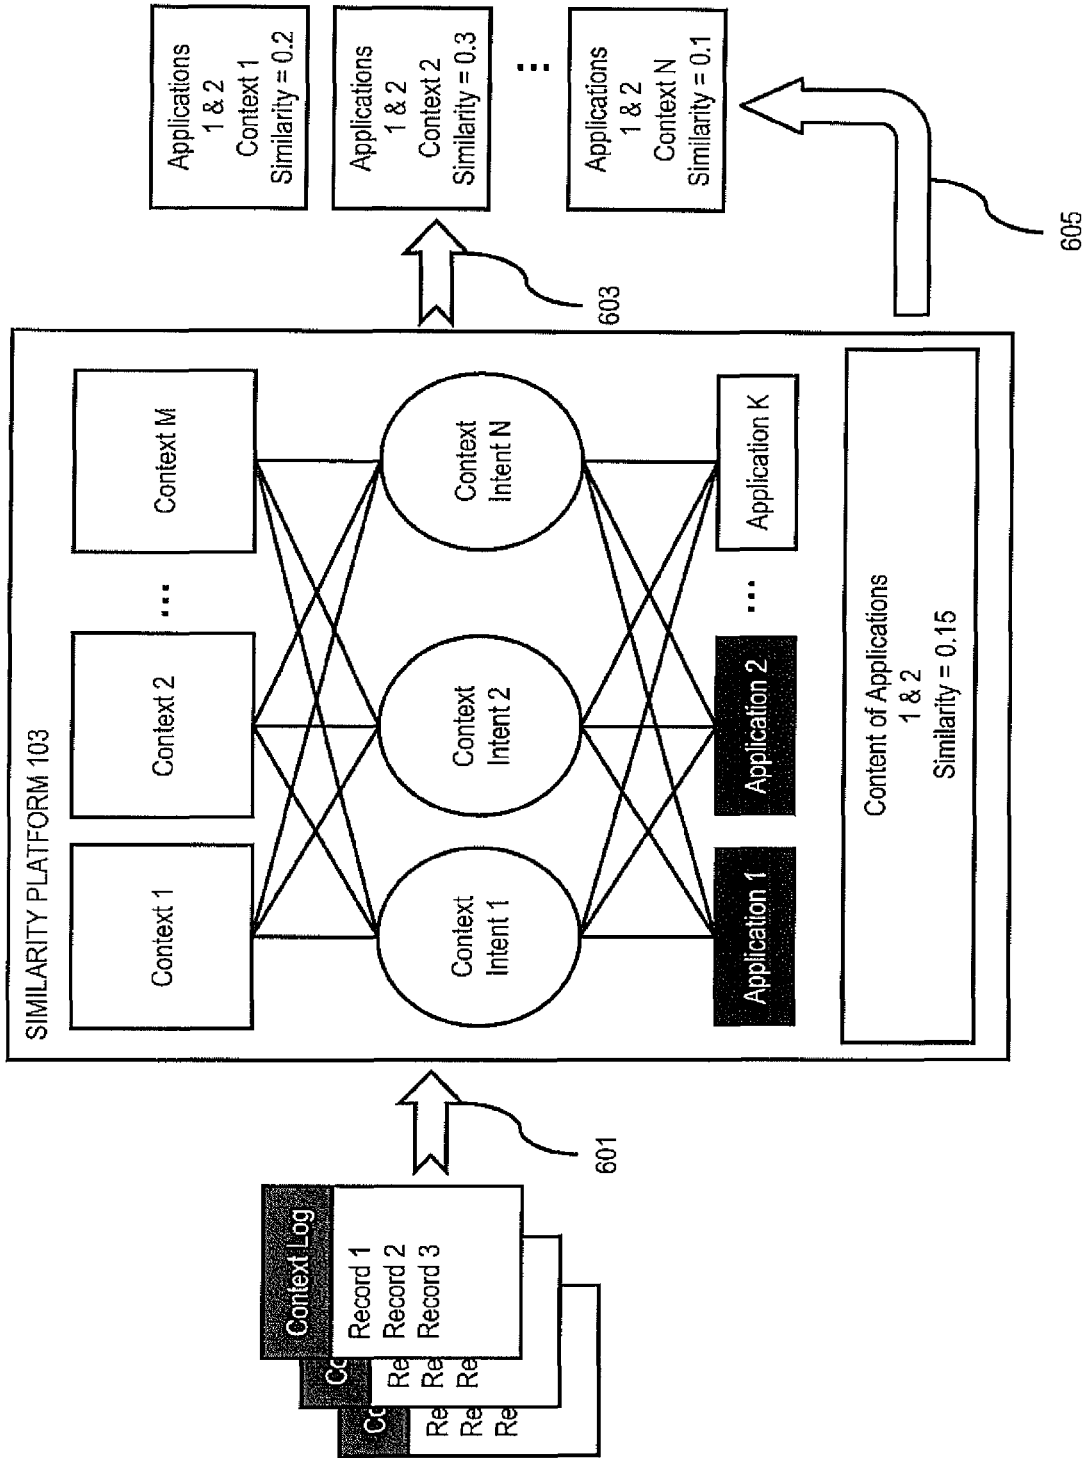 Context Log
Record 1
Record 2
Record 3
Co
Re
Re
Re
Co
Re
Re
Re
601
SIMILARITY PLATFORM 103
Context 1
Context 2
...
Context M
Context
Intent 1
Context
Intent 2
Context
Intent N
Application 1
Application 2
...
Application K
Content of Applications
1 & 2
Similarity = 0.15
603
605
Applications
1 & 2
Context 1
Similarity = 0.2
Applications
1 & 2
Context 2
Similarity = 0.3
...
Applications
1 & 2
Context N
Similarity = 0.1